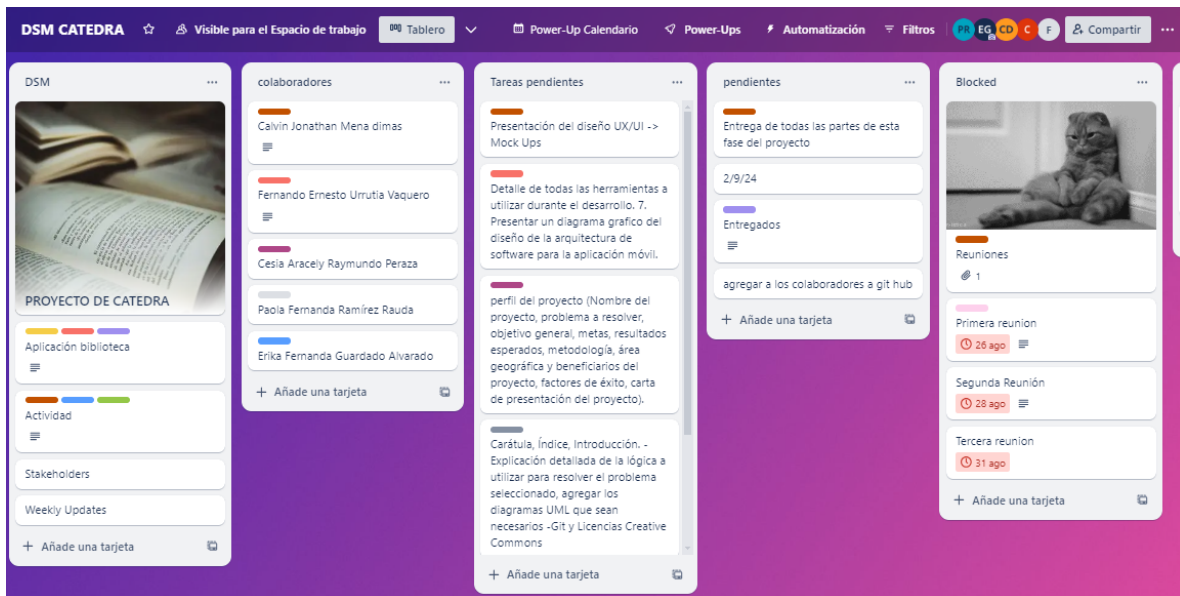 DSM CATEDRA
Visible para el Espacio de trabajo
Tablero
Power-Up Calendario
Power-Ups
Automatización
Filtros
PR
EG
CD
C
F
Compartir
DSM
PROYECTO DE CATEDRA
Aplicación biblioteca
Actividad
Stakeholders
Weekly Updates
+ Añade una tarjeta
colaboradores
Calvin Jonathan Mena dimas
Fernando Ernesto Urrutia Vaquero
Cesia Aracely Raymundo Peraza
Paola Fernanda Ramírez Rauda
Erika Fernanda Guardado Alvarado
+ Añade una tarjeta
Tareas pendientes
Presentación del diseño UX/UI ->
Mock Ups
Detalle de todas las herramientas a
utilizar durante el desarrollo. 7.
Presentar un diagrama grafico del
diseño de la arquitectura de
software para la aplicación móvil.
perfil del proyecto (Nombre del
proyecto, problema a resolver,
objetivo general, metas, resultados
esperados, metodología, área
geográfica y beneficiarios del
proyecto, factores de éxito, carta
de presentación del proyecto).
Carátula, Índice, Introducción. -
Explicación detallada de la lógica a
utilizar para resolver el problema
seleccionado, agregar los
diagramas UML que sean
necesarios -Git y Licencias Creative
Commons
+ Añade una tarjeta
pendientes
Entrega de todas las partes de esta
fase del proyecto
2/9/24
Entregados
agregar a los colaboradores a git hub
+ Añade una tarjeta
Blocked
Reuniones
1
Primera reunion
26 ago
Segunda Reunión
28 ago
Tercera reunion
31 ago
+ Añade una tarjeta